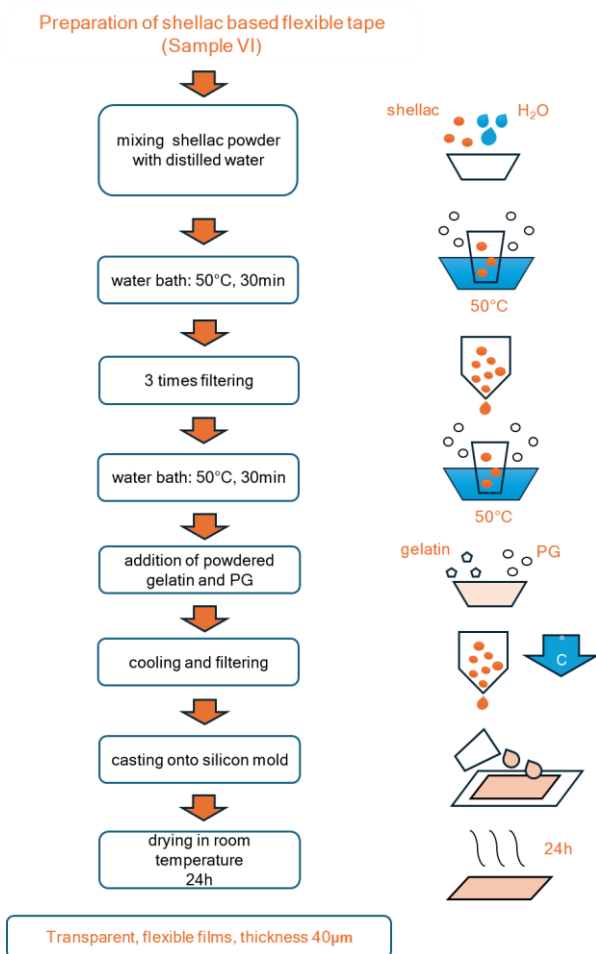 Preparation of shellac based flexible tape
(Sample VI)
mixing shellac powder
with distilled water
shellac
H₂O
water bath: 50°C, 30min
50°C
3 times filtering
water bath: 50°C, 30min
50°C
addition of powdered
gelatin and PG
gelatin
PG
cooling and filtering
°
C
casting onto silicon mold
drying in room
temperature
24h
24h
Transparent, flexible films, thickness 40μm